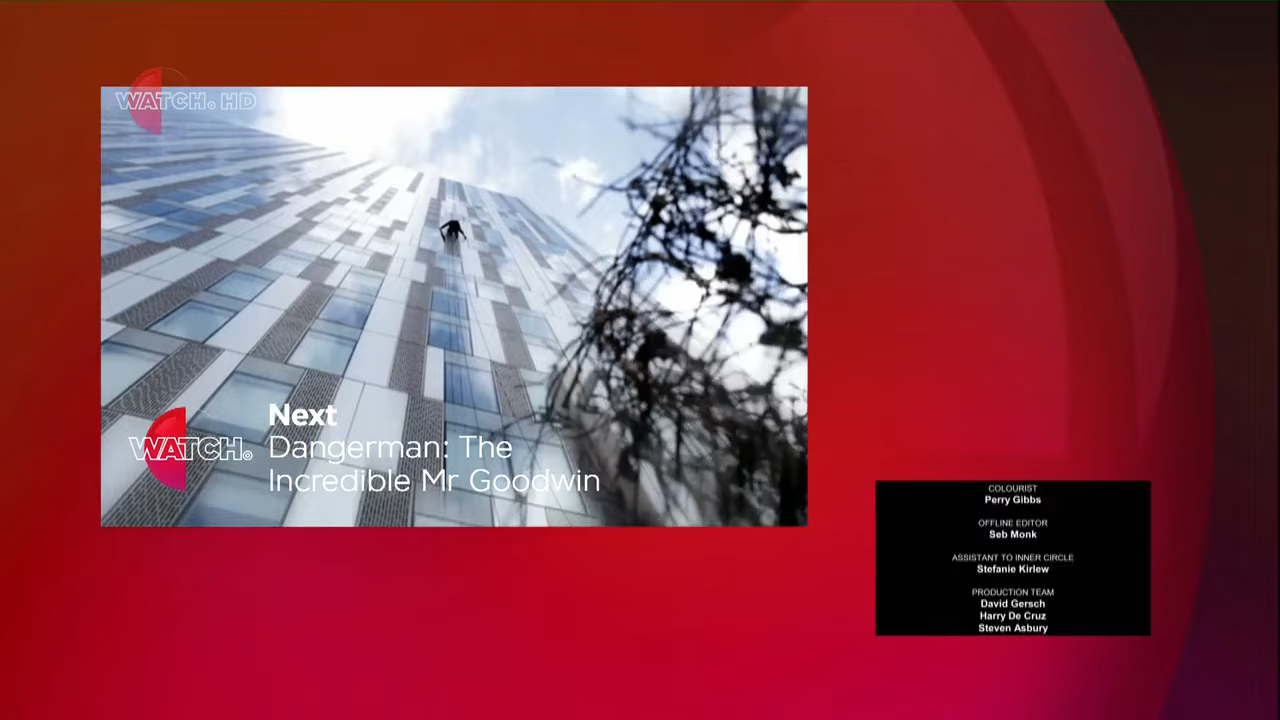 WATCH. HD
Next
WATCH.
Dangerman: The
Incredible Mr Goodwin
COLOURIST
Perry Gibbs
OFFLINE EDITOR
Seb Monk
ASSISTANT TO INNER CIRCLE
Stefanie Kirlew
PRODUCTION TEAM
David Gersch
Harry De Cruz
Steven Asbury